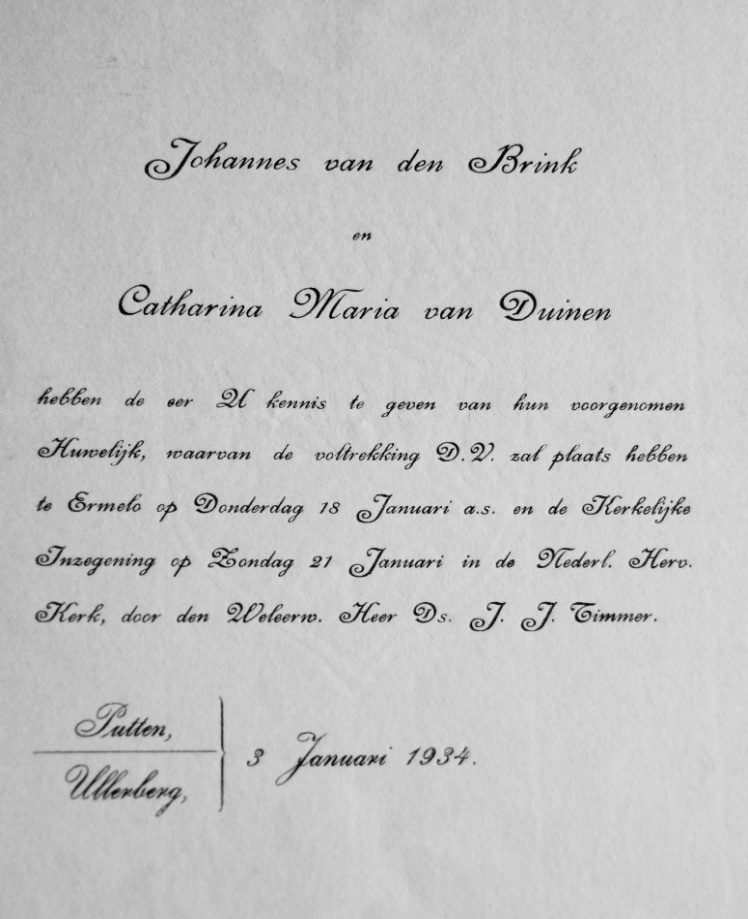 Johannes van den Brink
en
Catharina Maria van Duinen
hebben de eer U kennis te geven van hun voorgenomen
Huwelijk, waarvan de voltrekking D.V. zal plaats hebben
te Ermelo op Donderdag 18 Januari a.s. en de Kerkelijke
Inzegening op Zondag 21 Januari in de Nederl. Herv.
Kerk, door den Weleerw. Heer Ds. J. J. Timmer.
Putten,
Ullerberg,
3 Januari 1934.